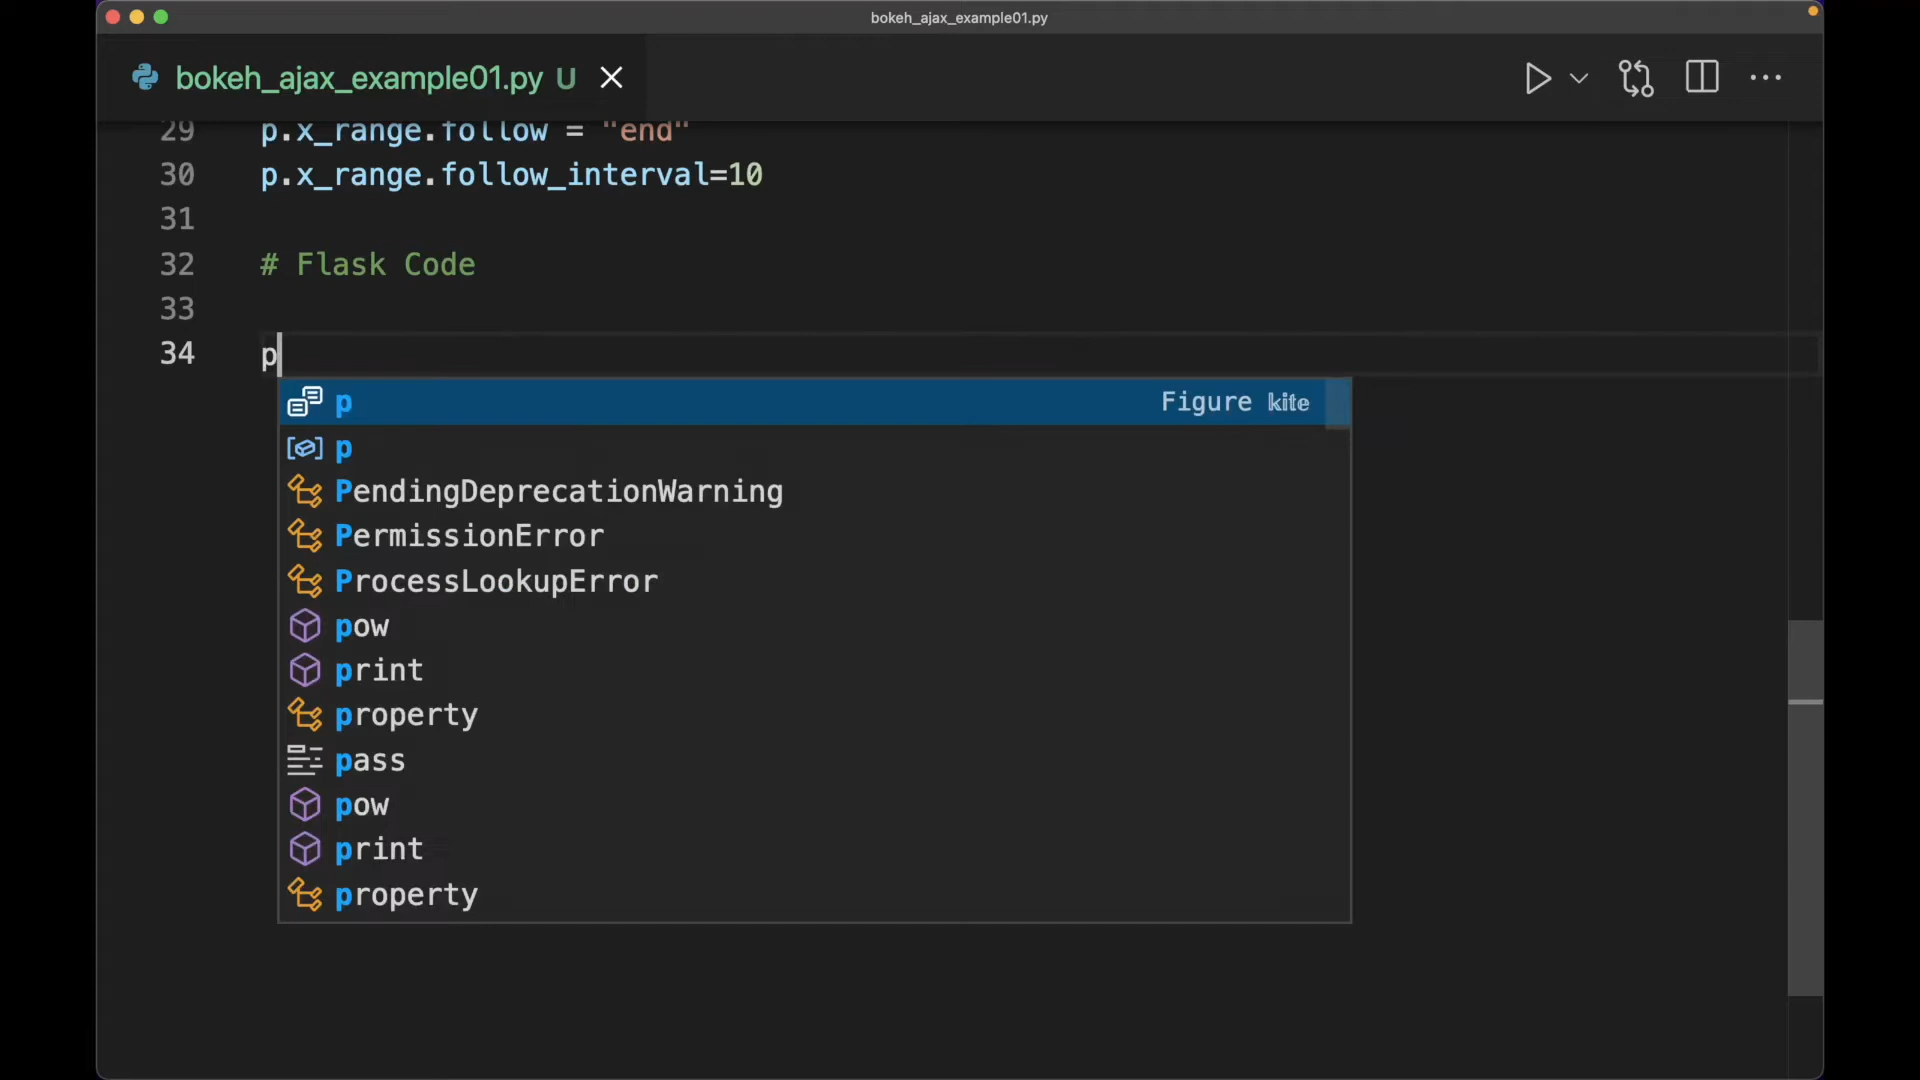 bokeh_ajax_example01.py
bokeh_ajax_example01.py U
29 p.x_range.follow = "end"
30 p.x_range.follow_interval=10
31
32 # Flask Code
33
34 p
p Figure kite
p
PendingDeprecationWarning
PermissionError
ProcessLookupError
pow
print
property
pass
pow
print
property